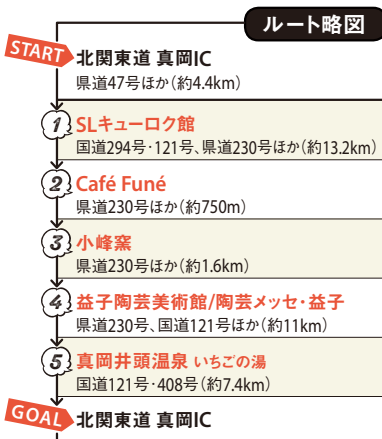 ルート略図
START 北関東道 真岡IC
県道47号ほか(約4.4km)
1 SLキューロク館
国道294号・121号、県道230号ほか(約13.2km)
2 Café Funé
県道230号ほか(約750m)
3 小峰窯
県道230号ほか(約1.6km)
4 益子陶芸美術館/陶芸メッセ・益子
県道230号、国道121号ほか(約11km)
5 真岡井頭温泉 いちごの湯
国道121号・408号(約7.4km)
GOAL 北関東道 真岡IC